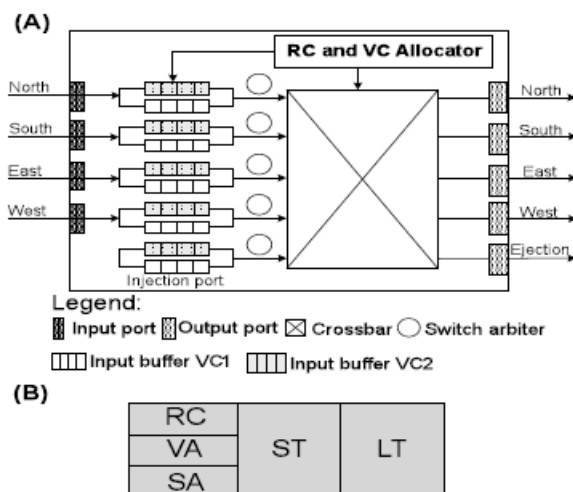 (A)
RC and VC Allocator
North
North
South
South
East
East
West
West
Ejection
Injection port
Legend:
Input port
Output port
Crossbar
Switch arbiter
Input buffer VC1
Input buffer VC2
(B)
RC
VA
SA
ST
LT